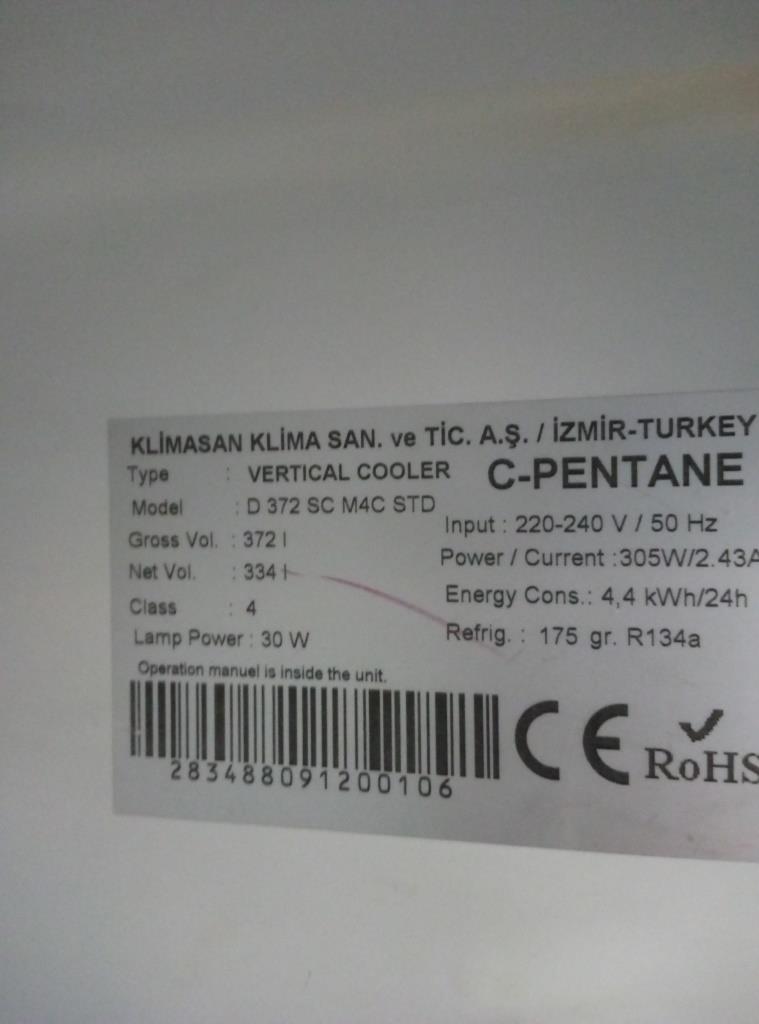 KLİMASAN KLİMA SAN. ve TİC. A.Ş. / İZMİR-TURKEY
Type : VERTICAL COOLER
C-PENTANE
Model : D 372 SC M4C STD
Input : 220-240 V / 50 Hz
Gross Vol. : 372 l
Power / Current :305W/2.43A
Net Vol. : 334 l
Energy Cons.: 4,4 kWh/24h
Class : 4
Refrig. : 175 gr. R134a
Lamp Power : 30 W
Operation manuel is inside the unit.
283488091200106
CE
RoHS